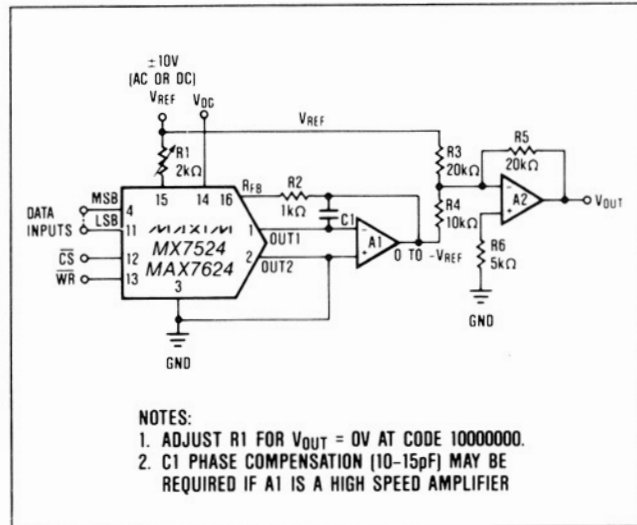 ±10V
(AC OR DC)
VREF
VDC
VREF
R1
2kΩ
R3
20kΩ
R5
20kΩ
MSB
LSB
DATA
INPUTS
4
11
15
14
16
RFB
R2
1kΩ
C1
MAXIM
MX7524
MAX7624
1
OUT1
2
OUT2
3
CS
12
WR
13
A1
-
+
0 TO -VREF
R4
10kΩ
A2
-
+
VOUT
R6
5kΩ
GND
GND
NOTES:
1. ADJUST R1 FOR VOUT = 0V AT CODE 10000000.
2. C1 PHASE COMPENSATION (10–15pF) MAY BE
REQUIRED IF A1 IS A HIGH SPEED AMPLIFIER